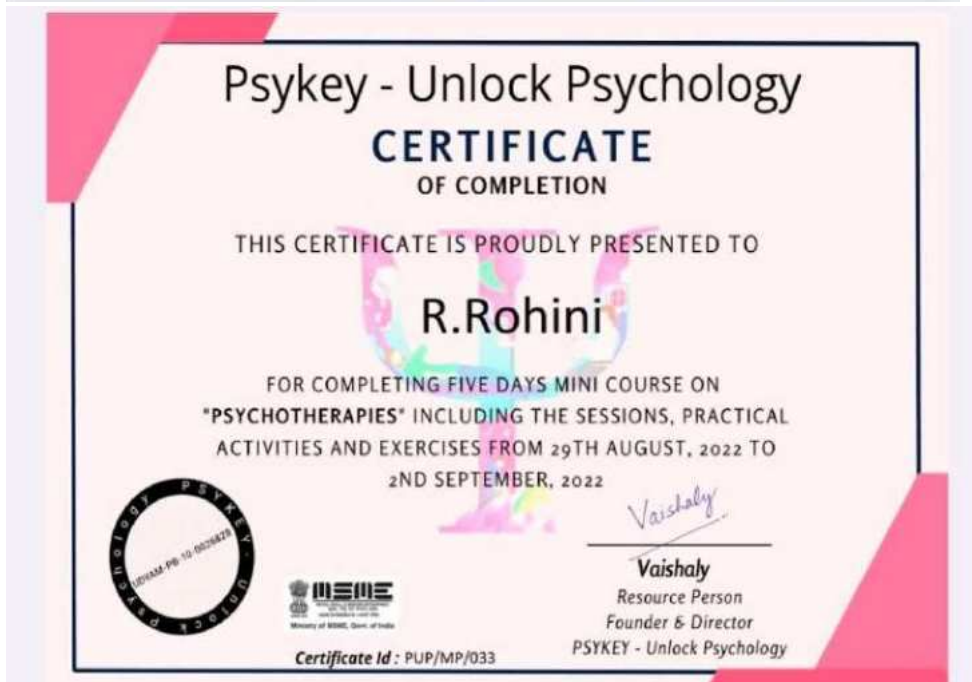 Psykey - Unlock Psychology
CERTIFICATE
OF COMPLETION
THIS CERTIFICATE IS PROUDLY PRESENTED TO
R.Rohini
FOR COMPLETING FIVE DAYS MINI COURSE ON
"PSYCHOTHERAPIES" INCLUDING THE SESSIONS, PRACTICAL
ACTIVITIES AND EXERCISES FROM 29TH AUGUST, 2022 TO
2ND SEPTEMBER, 2022
PSYKEY - Unlock psychology
Vaishaly
Vaishaly
Resource Person
Founder & Director
PSYKEY - Unlock Psychology
MSME
Ministry of MSME, Govt. of India
Certificate Id : PUP/MP/033